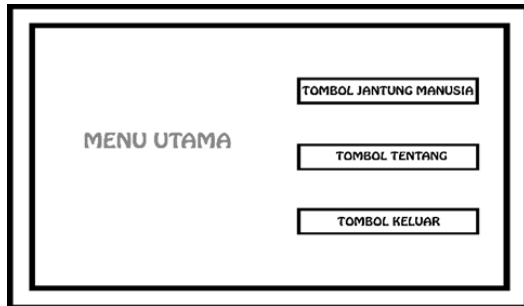 TOMBOL JANTUNG MANUSIA
MENU UTAMA
TOMBOL TENTANG
TOMBOL KELUAR